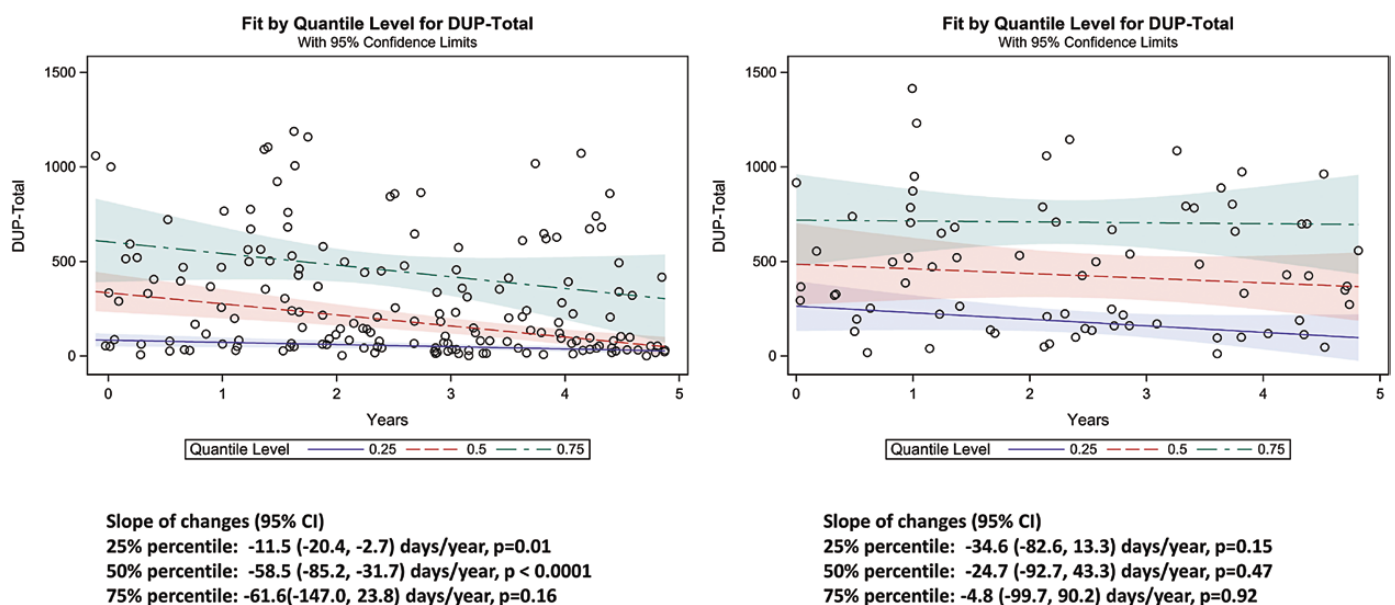 Fit by Quantile Level for DUP-Total
With 95% Confidence Limits
1500
1000
500
0
DUP-Total
0 1 2 3 4 5
Years
Quantile Level 0.25 0.5 0.75
Slope of changes (95% CI)
25% percentile: -11.5 (-20.4, -2.7) days/year, p=0.01
50% percentile: -58.5 (-85.2, -31.7) days/year, p < 0.0001
75% percentile: -61.6(-147.0, 23.8) days/year, p=0.16
Fit by Quantile Level for DUP-Total
With 95% Confidence Limits
1500
1000
500
0
DUP-Total
0 1 2 3 4 5
Years
Quantile Level 0.25 0.5 0.75
Slope of changes (95% CI)
25% percentile: -34.6 (-82.6, 13.3) days/year, p=0.15
50% percentile: -24.7 (-92.7, 43.3) days/year, p=0.47
75% percentile: -4.8 (-99.7, 90.2) days/year, p=0.92